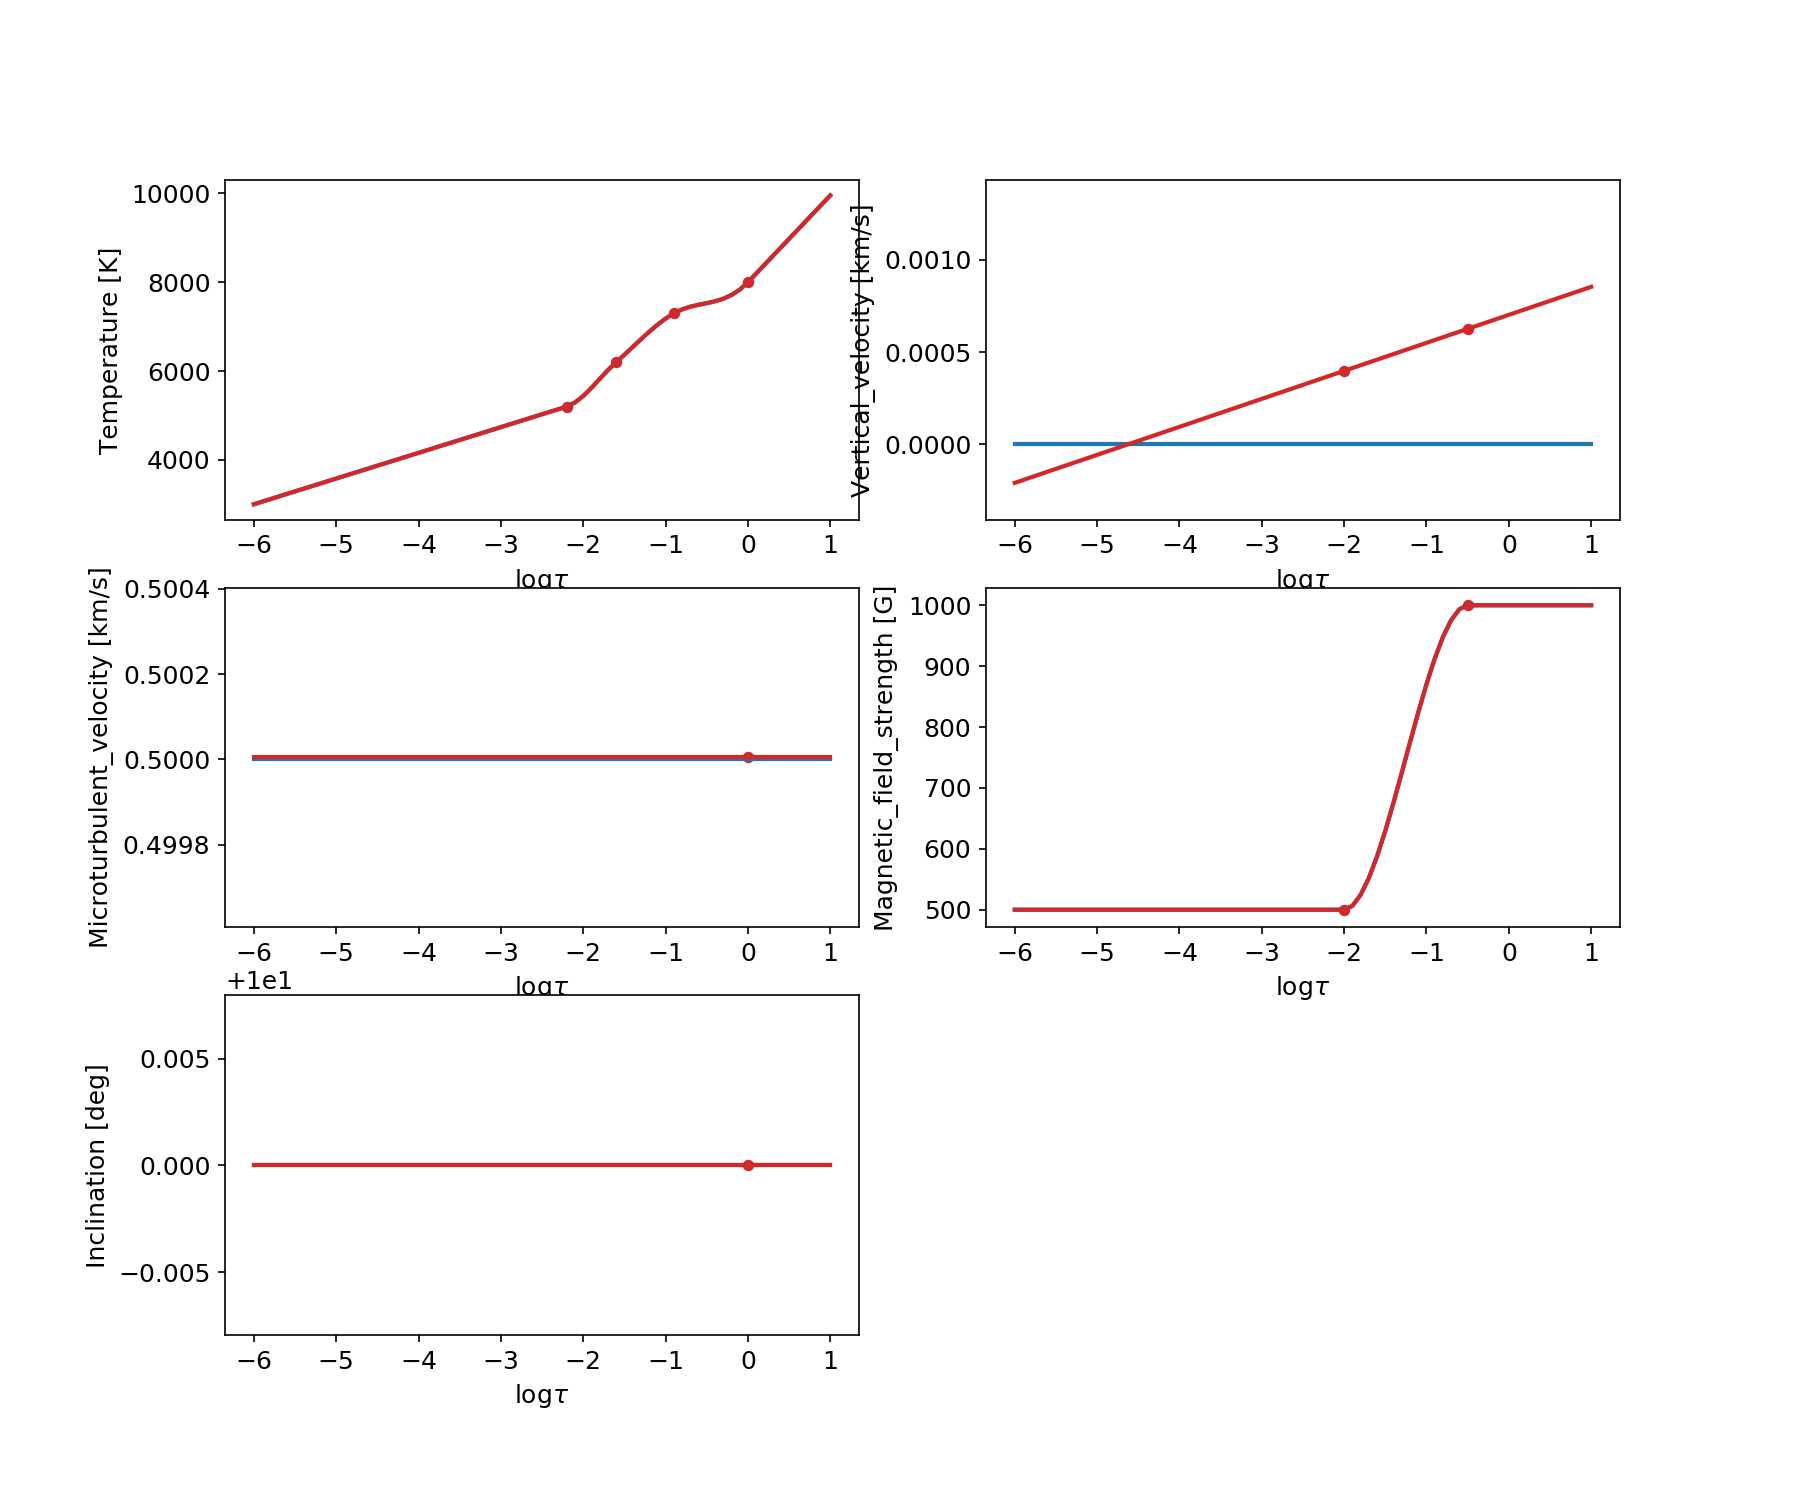 Temperature [K]
10000
8000
6000
4000
−6 −5 −4 −3 −2 −1 0 1
logτ
Vertical_velocity [km/s]
0.0010
0.0005
0.0000
−6 −5 −4 −3 −2 −1 0 1
logτ
Microturbulent_velocity [km/s]
0.5004
0.5002
0.5000
0.4998
−6 −5 −4 −3 −2 −1 0 1
logτ
Magnetic_field_strength [G]
1000
900
800
700
600
500
−6 −5 −4 −3 −2 −1 0 1
logτ
+1e1
Inclination [deg]
0.005
0.000
−0.005
−6 −5 −4 −3 −2 −1 0 1
logτ